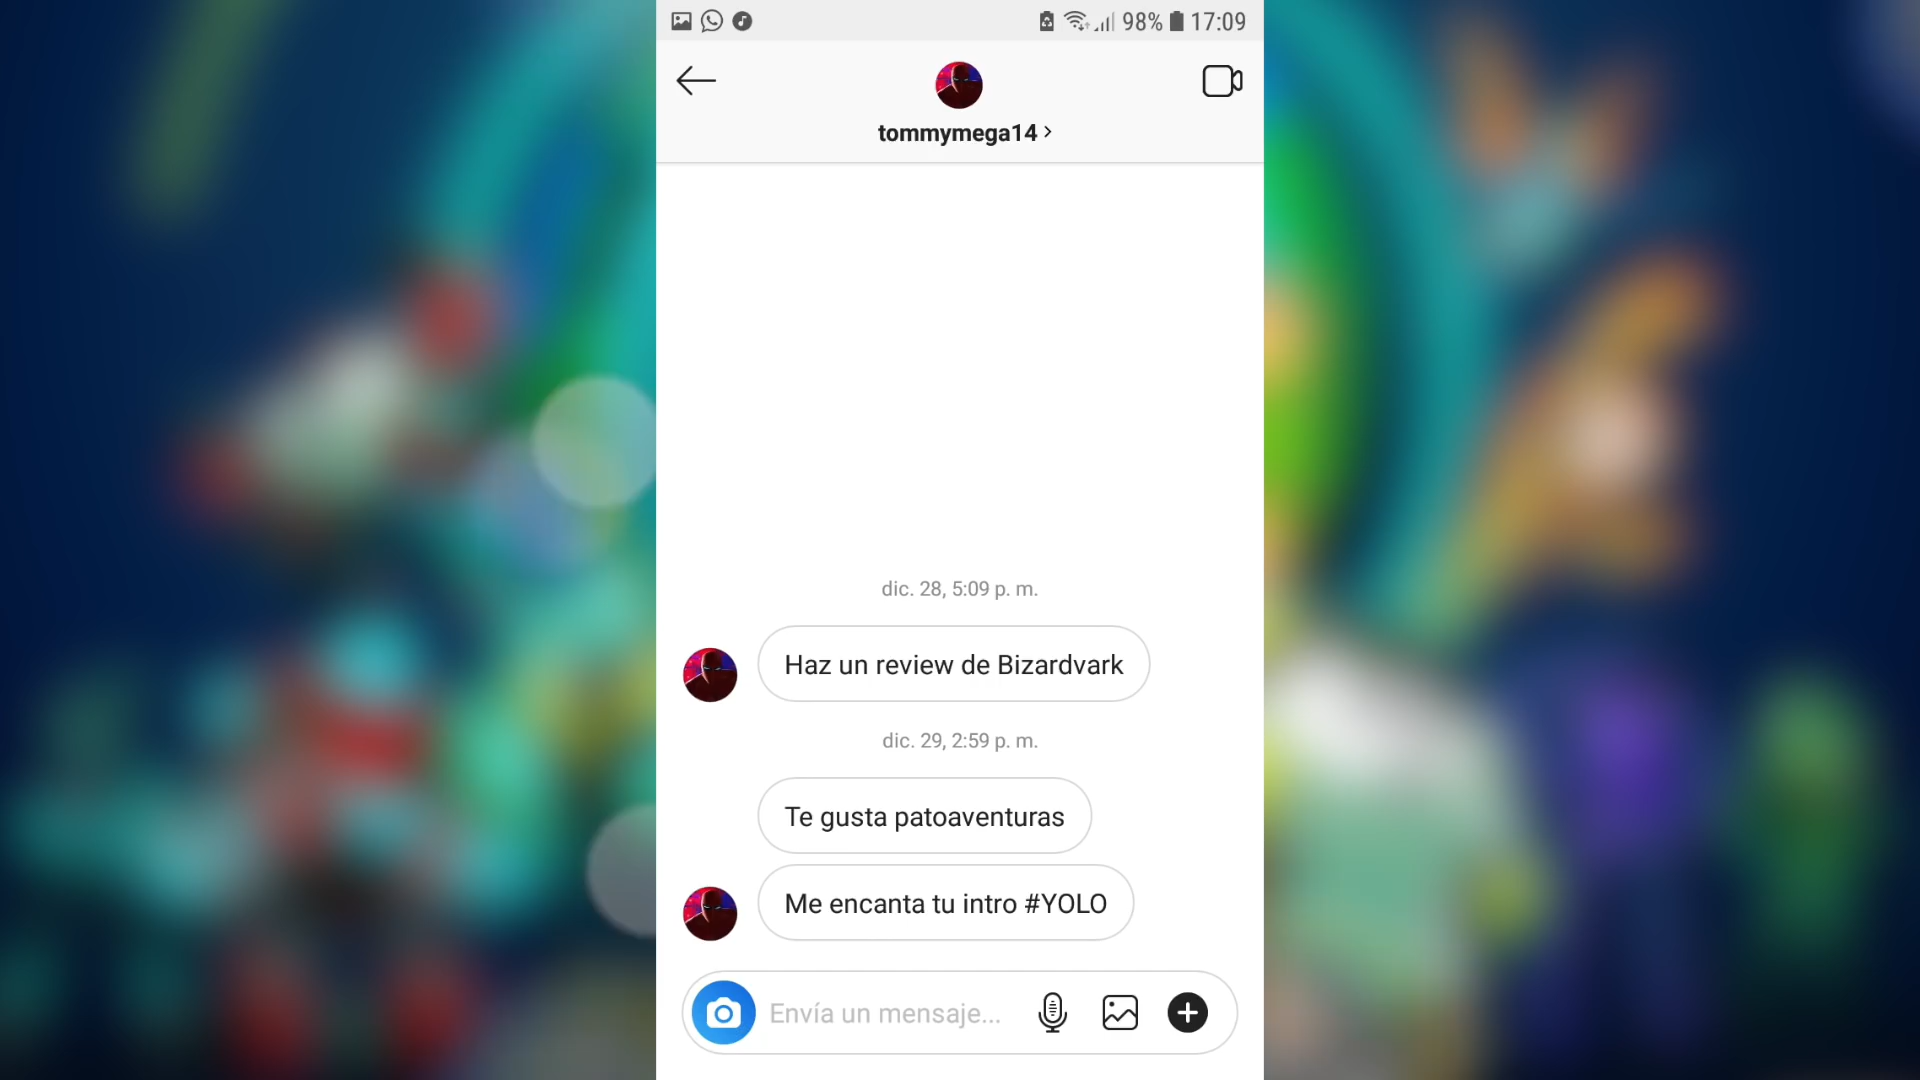 98% 17:09
tommymega14
dic. 28, 5:09 p. m.
Haz un review de Bizardvark
dic. 29, 2:59 p. m.
Te gusta patoaventuras
Me encanta tu intro #YOLO
Envía un mensaje...